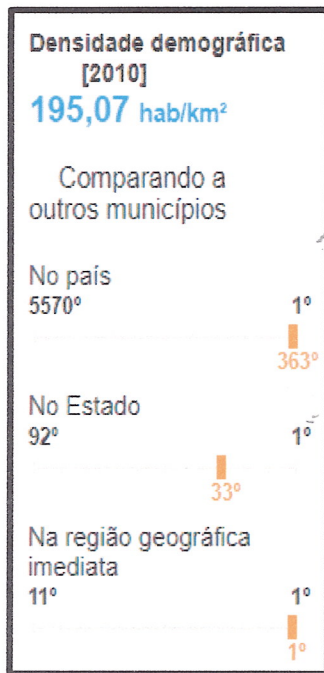 Densidade demográfica
[2010]
195,07 hab/km²
Comparando a
outros municípios
No país
5570º 1º
363º
No Estado
92º 1º
33º
Na região geográfica
imediata
11º 1º
1º